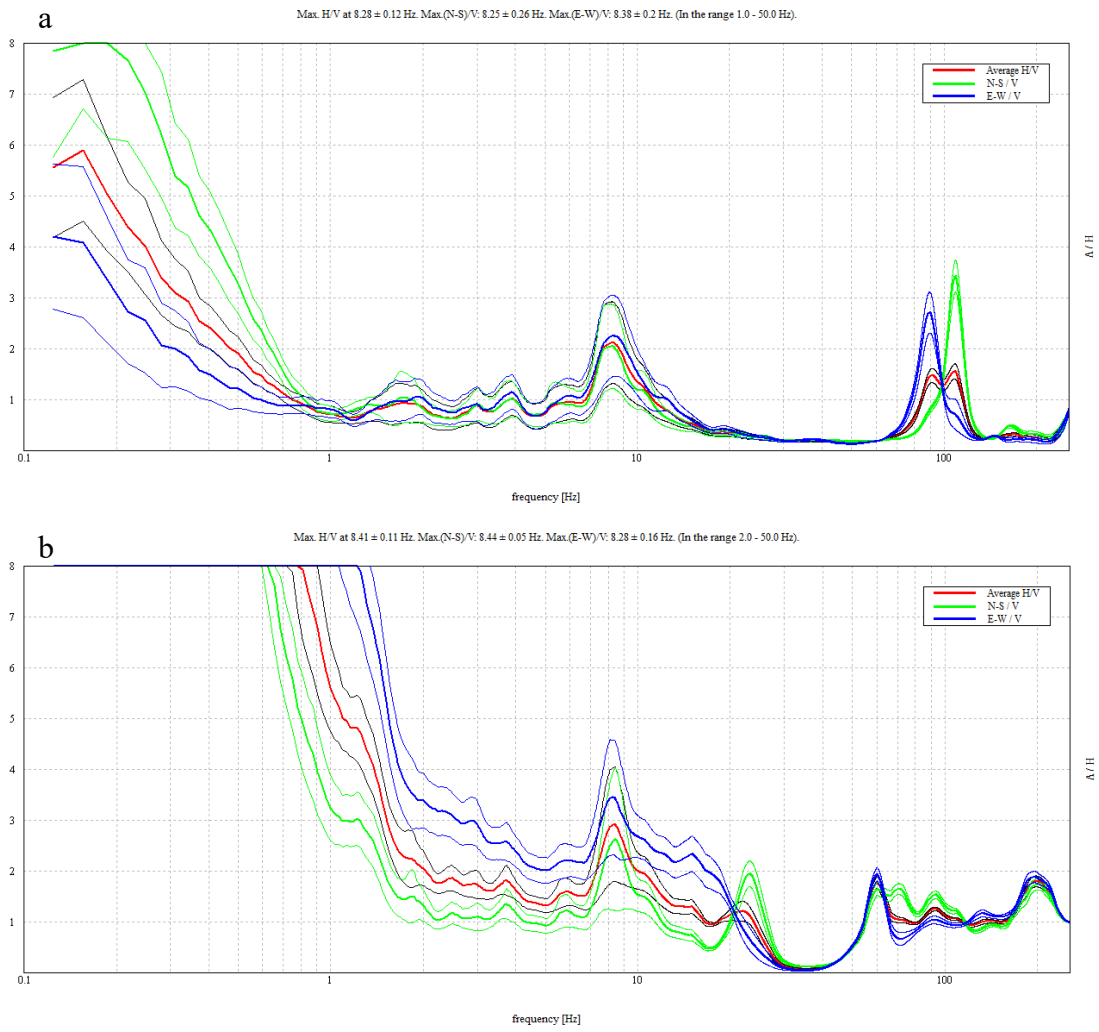 a
Max. H/V at 8.28 ± 0.12 Hz. Max.(N-S)/V: 8.25 ± 0.26 Hz. Max.(E-W)/V: 8.38 ± 0.2 Hz. (In the range 1.0 - 50.0 Hz).
8
7
6
5
4
3
2
1
Average H/V
N-S / V
E-W / V
H / V
0.1
1
10
100
frequency [Hz]
b
Max. H/V at 8.41 ± 0.11 Hz. Max.(N-S)/V: 8.44 ± 0.05 Hz. Max.(E-W)/V: 8.28 ± 0.16 Hz. (In the range 2.0 - 50.0 Hz).
8
7
6
5
4
3
2
1
Average H/V
N-S / V
E-W / V
H / V
0.1
1
10
100
frequency [Hz]